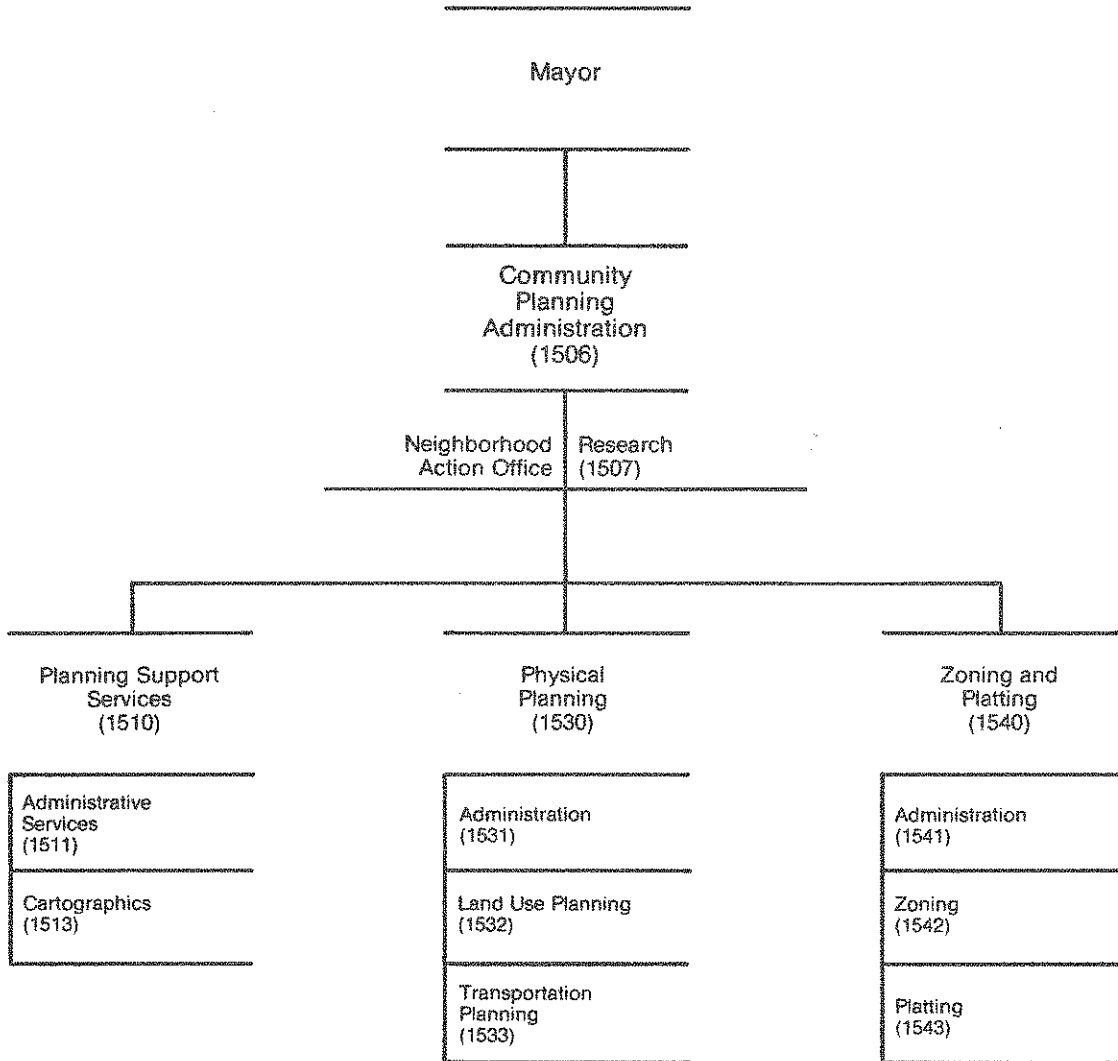 Mayor
Community
Planning
Administration
(1506)
Neighborhood
Action Office
Research
(1507)
Planning Support
Services
(1510)
Administrative
Services
(1511)
Cartographics
(1513)
Physical
Planning
(1530)
Administration
(1531)
Land Use Planning
(1532)
Transportation
Planning
(1533)
Zoning and
Platting
(1540)
Administration
(1541)
Zoning
(1542)
Platting
(1543)